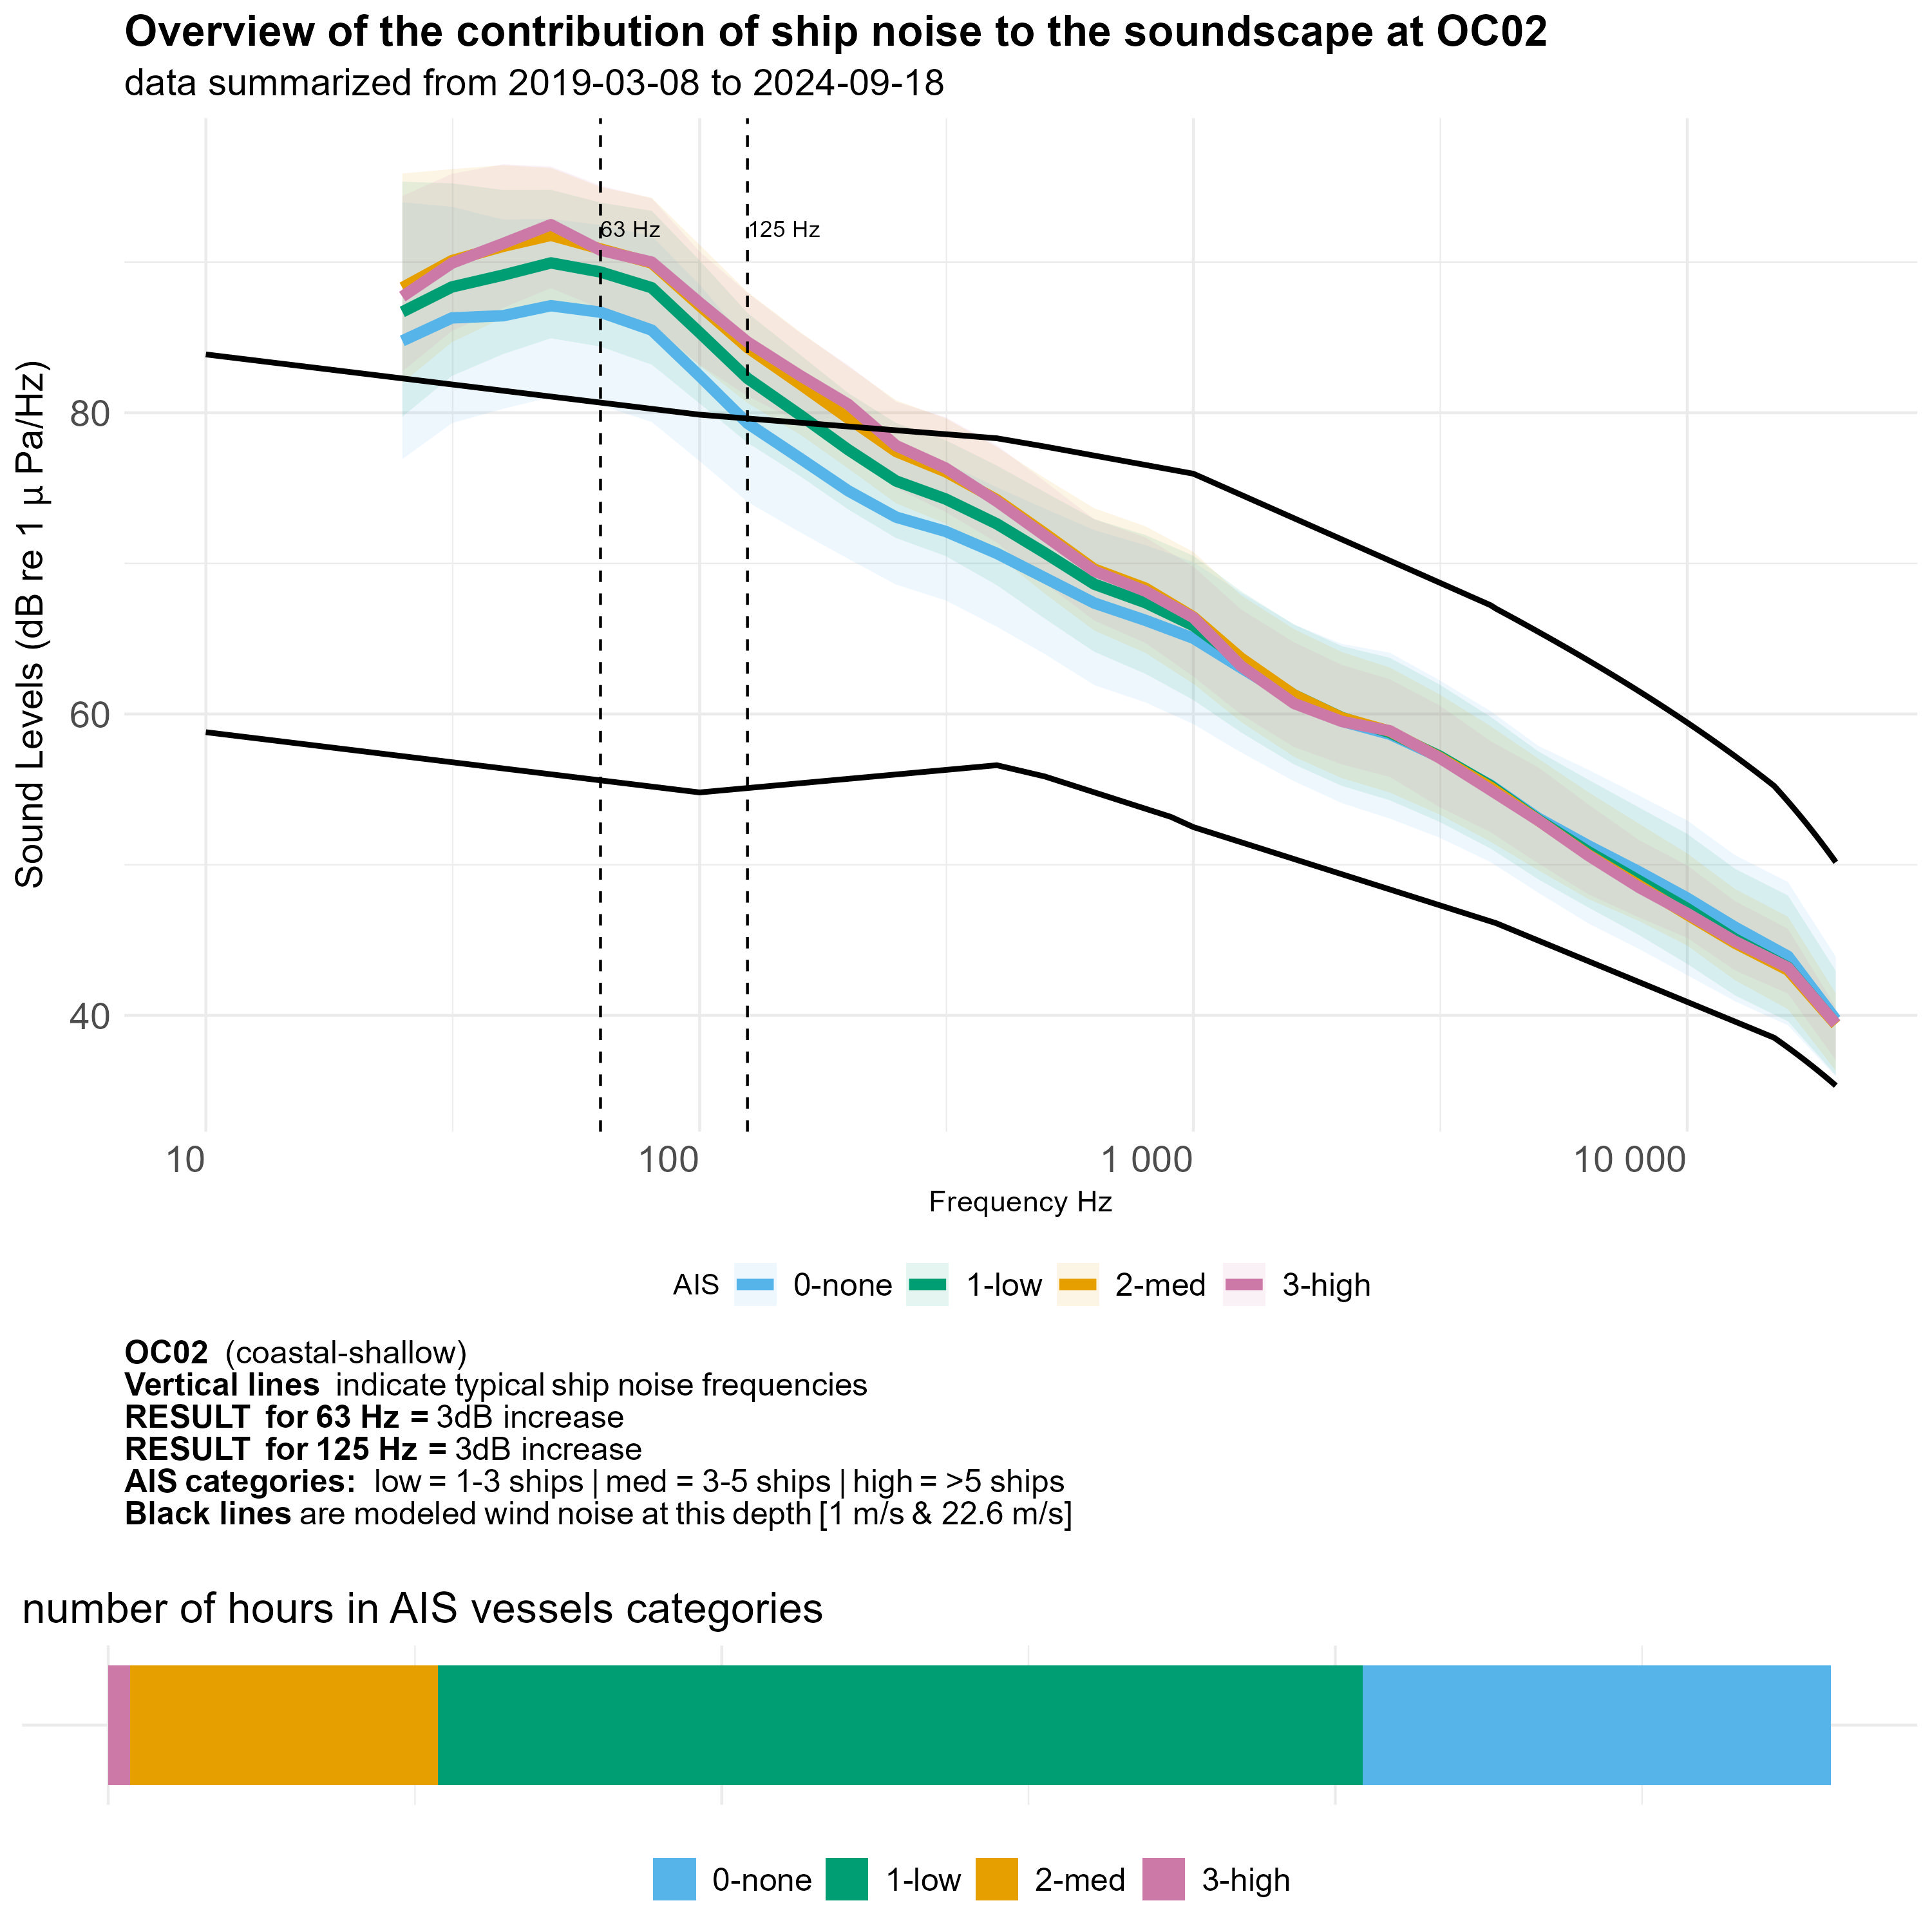 Overview of the contribution of ship noise to the soundscape at OC02
data summarized from 2019-03-08 to 2024-09-18
Sound Levels (dB re 1 µ Pa/Hz)
80
60
40
63 Hz
125 Hz
10
100
1 000
10 000
Frequency Hz
AIS 0-none 1-low 2-med 3-high
OC02 (coastal-shallow)
Vertical lines indicate typical ship noise frequencies
RESULT for 63 Hz = 3dB increase
RESULT for 125 Hz = 3dB increase
AIS categories: low = 1-3 ships | med = 3-5 ships | high = >5 ships
Black lines are modeled wind noise at this depth [1 m/s & 22.6 m/s]
number of hours in AIS vessels categories
0-none 1-low 2-med 3-high